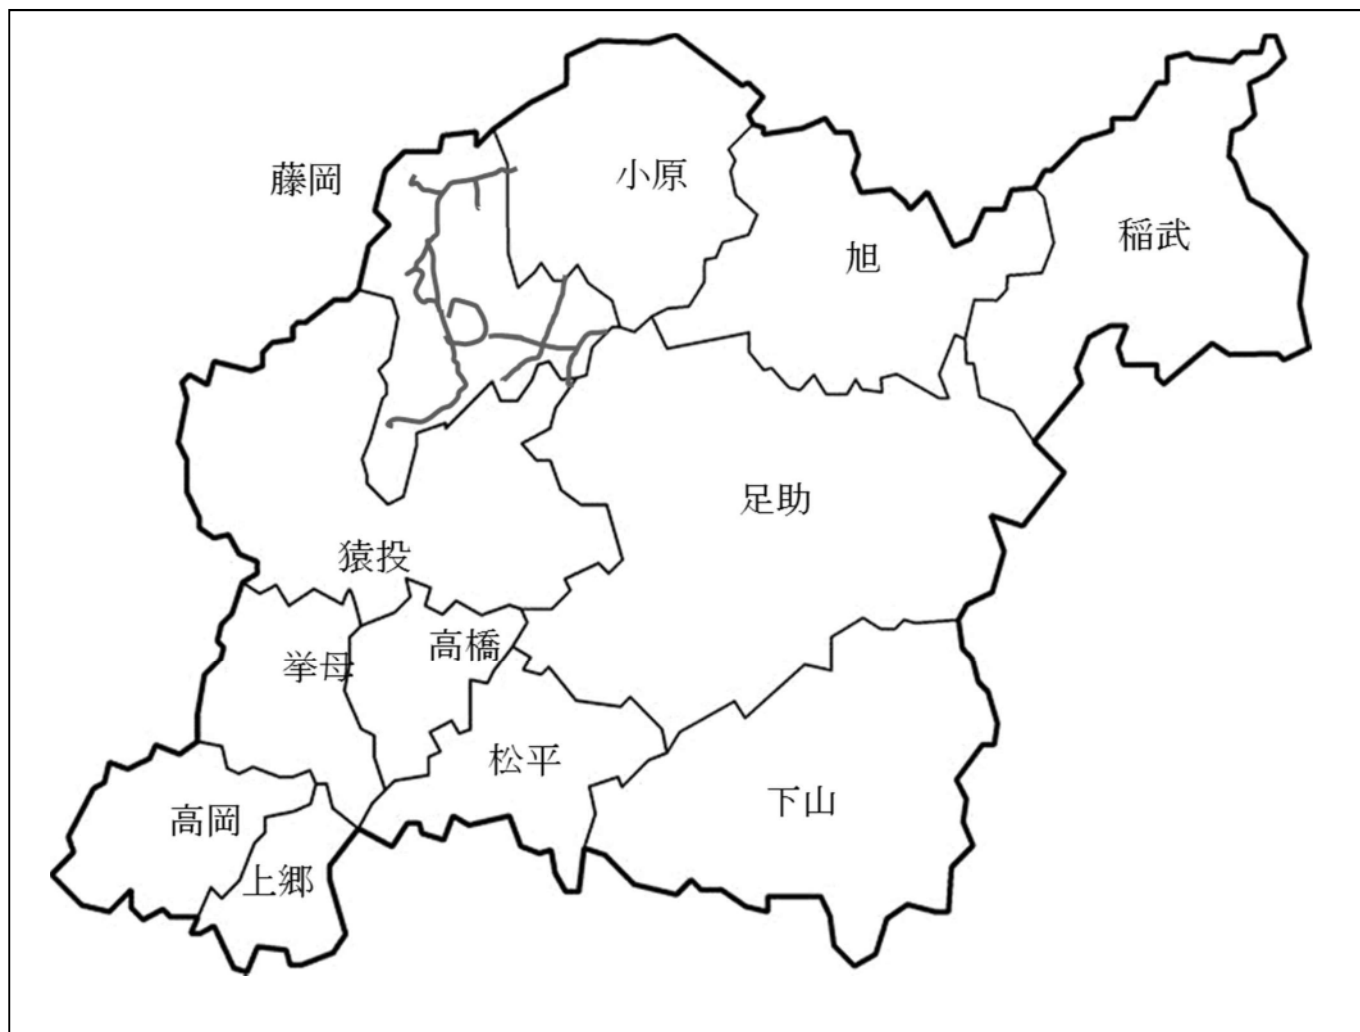 藤岡
小原
稲武
旭
足助
猿投
高橋
挙母
松平
下山
高岡
上郷